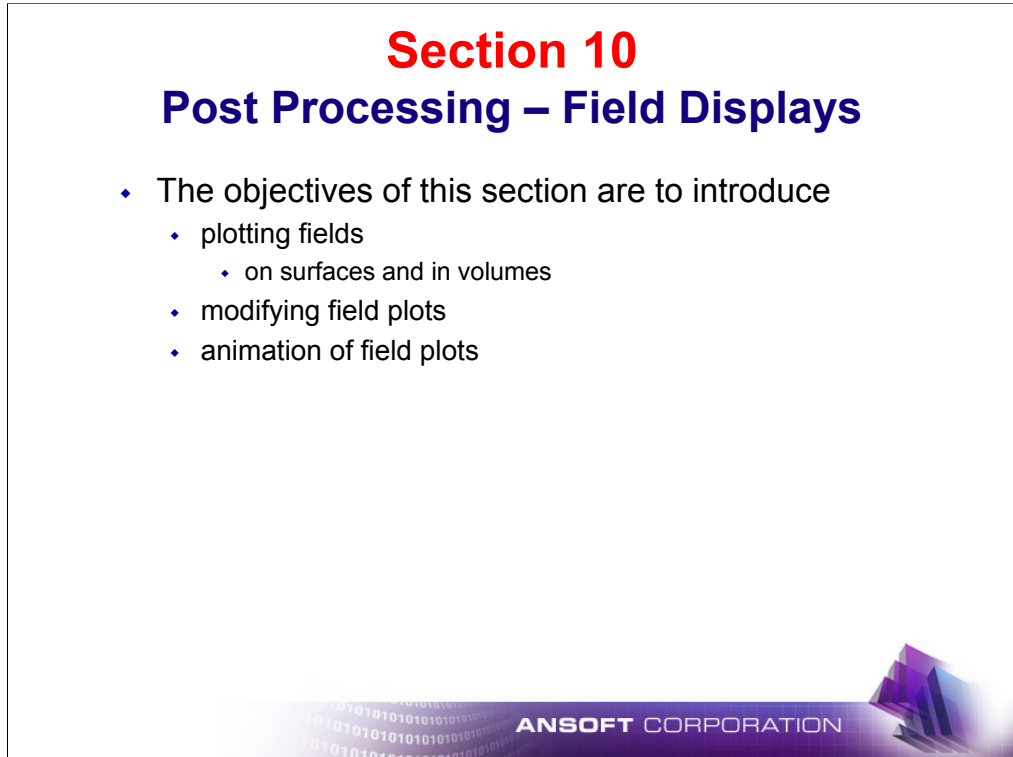 Section 10
Post Processing – Field Displays
The objectives of this section are to introduce
plotting fields
on surfaces and in volumes
modifying field plots
animation of field plots
ANSOFT CORPORATION